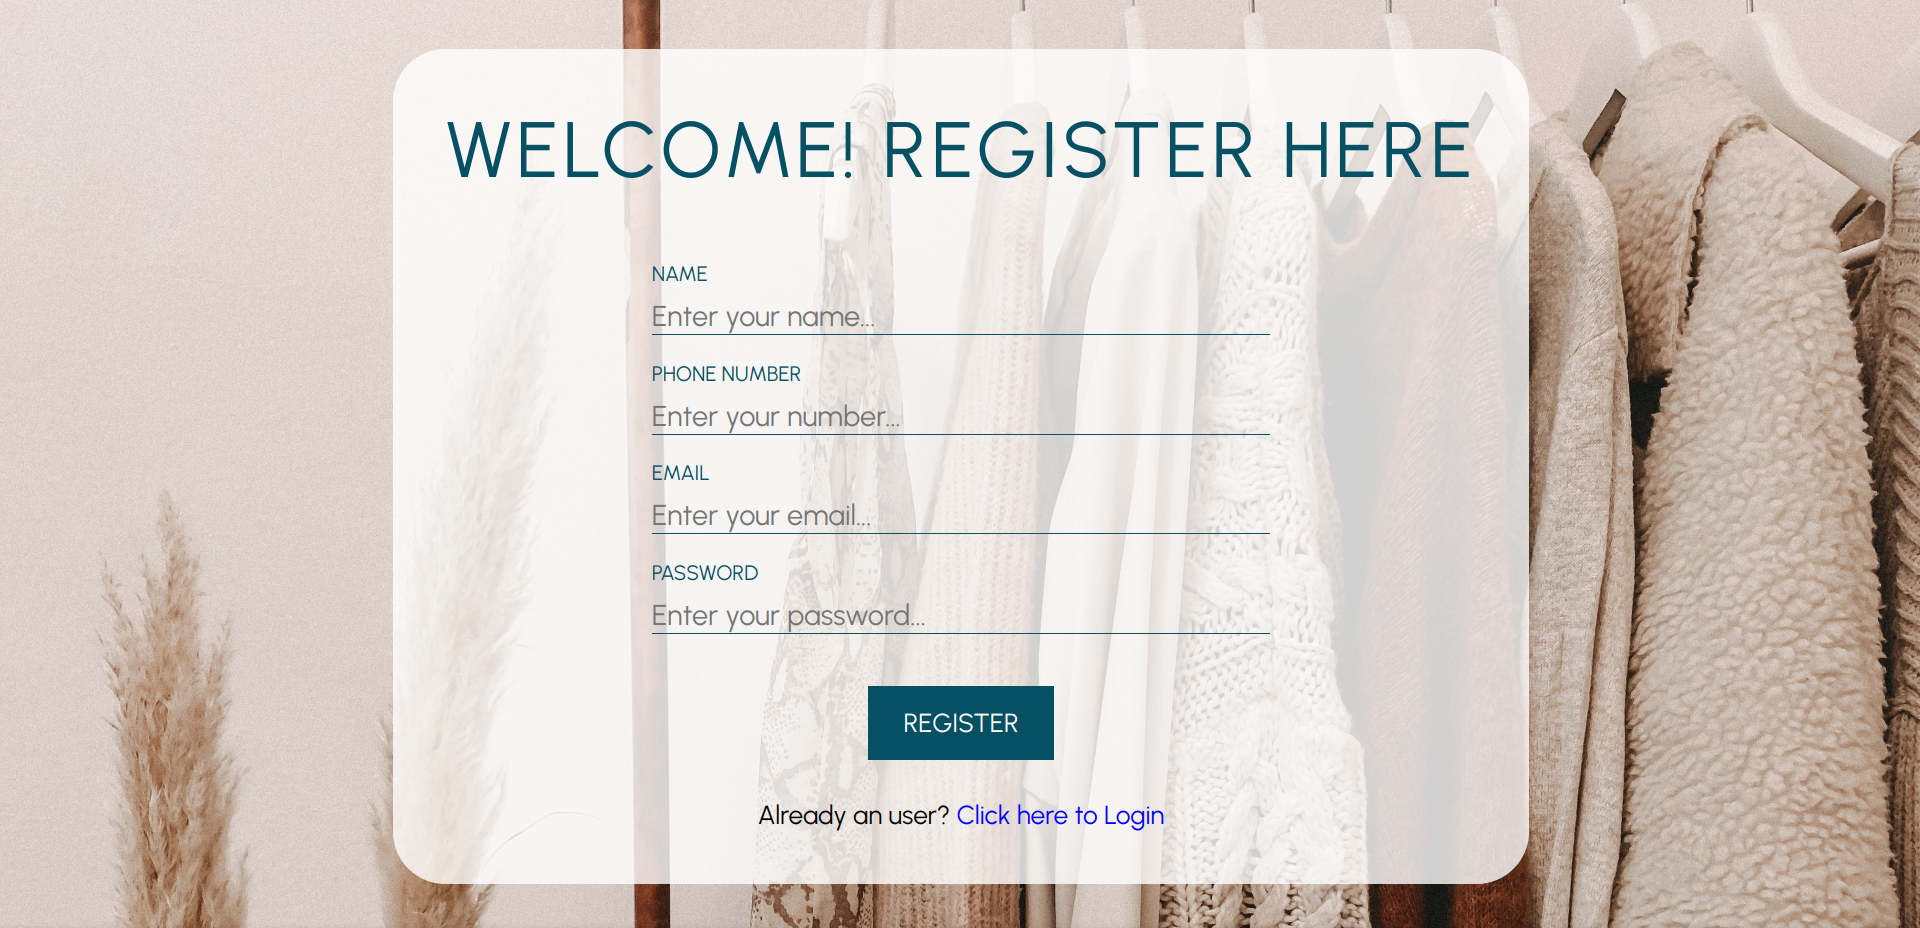 WELCOME! REGISTER HERE
NAME
Enter your name...
PHONE NUMBER
Enter your number...
EMAIL
Enter your email...
PASSWORD
Enter your password...
REGISTER
Already an user? Click here to Login